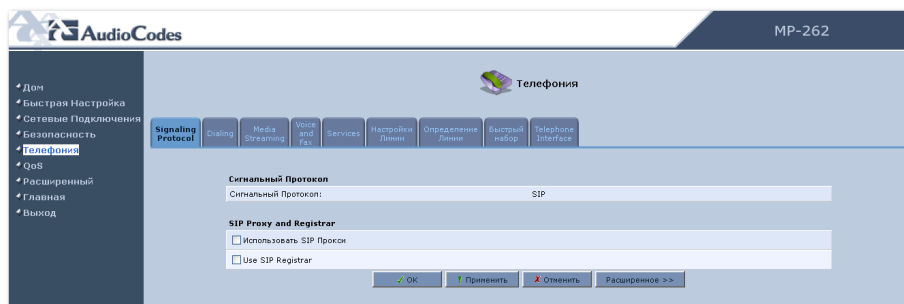 AudioCodes
MP-262
Дом
Быстрая Настройка
Сетевые Подключения
Безопасность
Телефония
QoS
Расширенный
Главная
Выход
Телефония
Signaling Protocol
Dialing
Media Streaming
Voice and Fax
Services
Настройки Линии
Определение Линии
Быстрый набор
Telephone Interface
Сигнальный Протокол
Сигнальный Протокол: SIP
SIP Proxy and Registrar
Использовать SIP Прокси
Use SIP Registrar
OK
Применить
Отменить
Расширенное >>